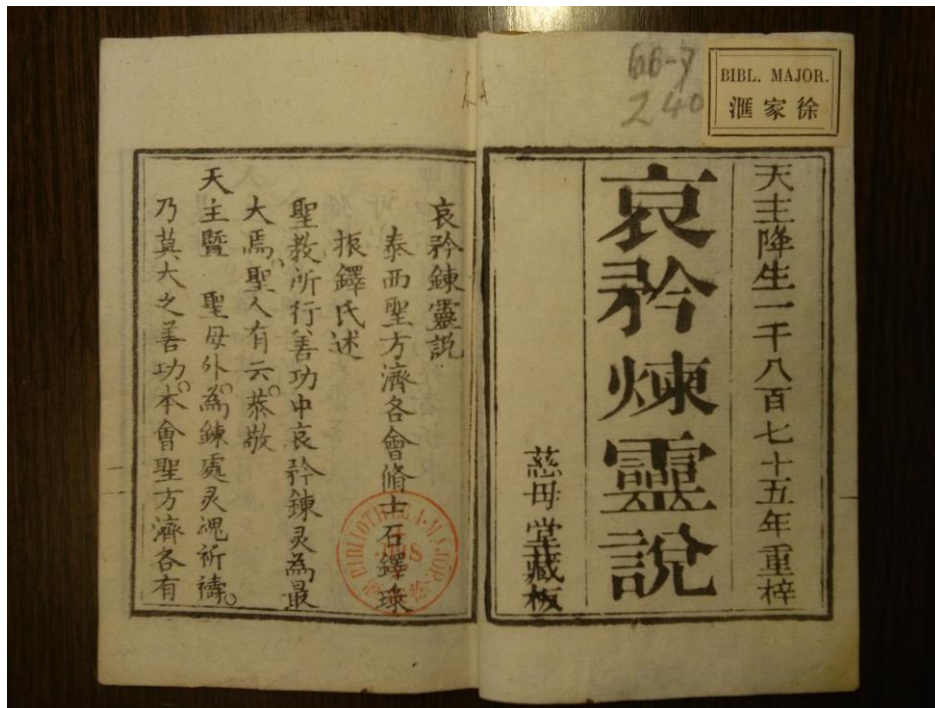 66-7
240
BIBL. MAJOR.
滙家徐
天主降生一千八百七十五年重梓
哀矜煉靈說
慈母堂藏板
哀矜鍊靈說
泰西聖方濟各會脩士石鐸琭
振鐸氏述
聖教所行善功中哀矜鍊灵為最
大焉。聖人有云。恭敬
天主暨 聖母外。為鍊處灵魂祈禱。
乃莫大之善功。本會聖方濟各有